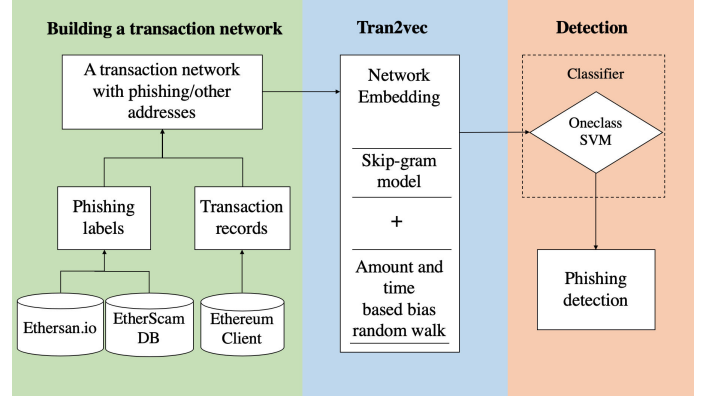 Building a transaction network
Tran2vec
Detection
A transaction network
with phishing/other
addresses
Phishing
labels
Transaction
records
Ethersan.io
EtherScam
DB
Ethereum
Client
Network
Embedding
Skip-gram
model
+
Amount and
time
based bias
random walk
Classifier
Oneclass
SVM
Phishing
detection